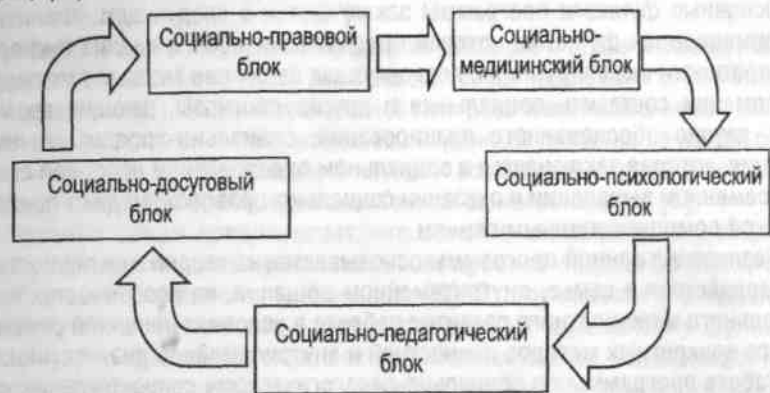 Социально-правовой
блок
Социально-
медицинский блок
Социально-досуговый
блок
Социально-психологический
блок
Социально-педагогический
блок